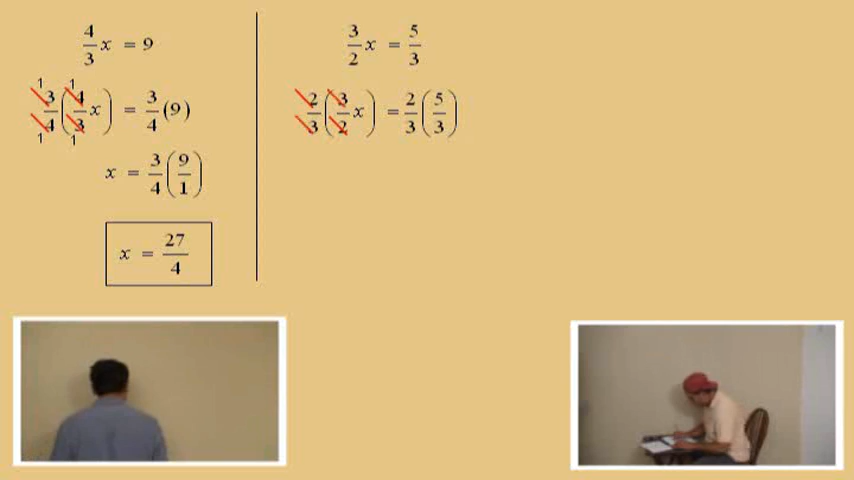 4/3 x = 9
1 1
3/4 (4/3 x) = 3/4 (9)
1 1
x = 3/4 (9/1)
x = 27/4
3/2 x = 5/3
2/3 (3/2 x) = 2/3 (5/3)